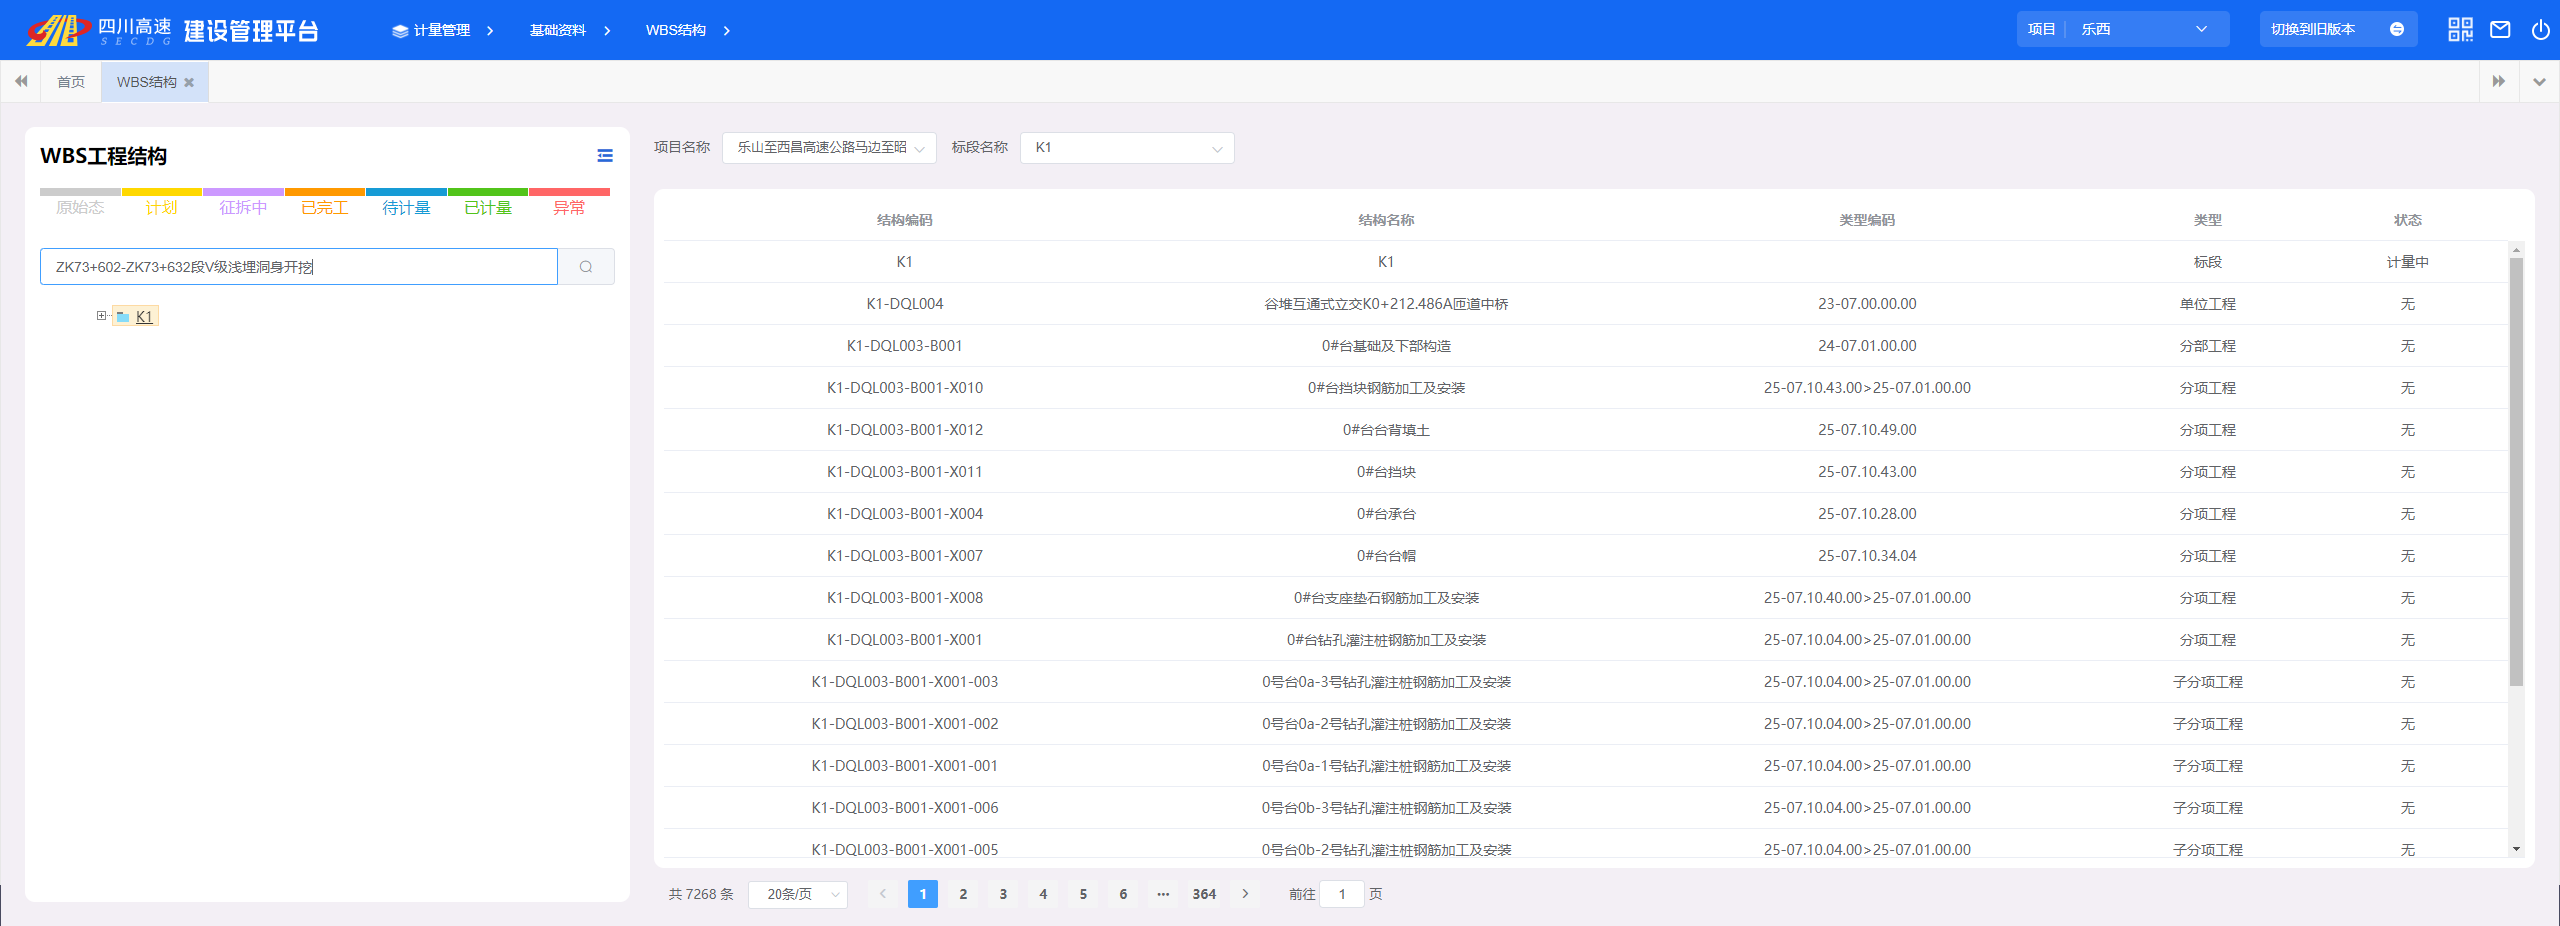 四川高速 SECDG 建设管理平台 计量管理 基础资料 WBS结构 项目 乐西 切换到旧版本
首页 WBS结构
WBS工程结构
原始态 计划 征拆中 已完工 待计量 已计量 异常
ZK73+602-ZK73+632段V级浅埋洞身开挖
K1
项目名称 乐山至西昌高速公路马边至昭 标段名称 K1
结构编码 结构名称 类型编码 类型 状态
K1 K1 标段 计量中
K1-DQL004 谷堆互通式立交K0+212.486A匝道中桥 23-07.00.00.00 单位工程 无
K1-DQL003-B001 0#台基础及下部构造 24-07.01.00.00 分部工程 无
K1-DQL003-B001-X010 0#台挡块钢筋加工及安装 25-07.10.43.00>25-07.01.00.00 分项工程 无
K1-DQL003-B001-X012 0#台台背填土 25-07.10.49.00 分项工程 无
K1-DQL003-B001-X011 0#台挡块 25-07.10.43.00 分项工程 无
K1-DQL003-B001-X004 0#台承台 25-07.10.28.00 分项工程 无
K1-DQL003-B001-X007 0#台台帽 25-07.10.34.04 分项工程 无
K1-DQL003-B001-X008 0#台支座垫石钢筋加工及安装 25-07.10.40.00>25-07.01.00.00 分项工程 无
K1-DQL003-B001-X001 0#台钻孔灌注桩钢筋加工及安装 25-07.10.04.00>25-07.01.00.00 分项工程 无
K1-DQL003-B001-X001-003 0号台0a-3号钻孔灌注桩钢筋加工及安装 25-07.10.04.00>25-07.01.00.00 子分项工程 无
K1-DQL003-B001-X001-002 0号台0a-2号钻孔灌注桩钢筋加工及安装 25-07.10.04.00>25-07.01.00.00 子分项工程 无
K1-DQL003-B001-X001-001 0号台0a-1号钻孔灌注桩钢筋加工及安装 25-07.10.04.00>25-07.01.00.00 子分项工程 无
K1-DQL003-B001-X001-006 0号台0b-3号钻孔灌注桩钢筋加工及安装 25-07.10.04.00>25-07.01.00.00 子分项工程 无
K1-DQL003-B001-X001-005 0号台0b-2号钻孔灌注桩钢筋加工及安装 25-07.10.04.00>25-07.01.00.00 子分项工程 无
共 7268 条 20条/页 1 2 3 4 5 6 ··· 364 前往 1 页